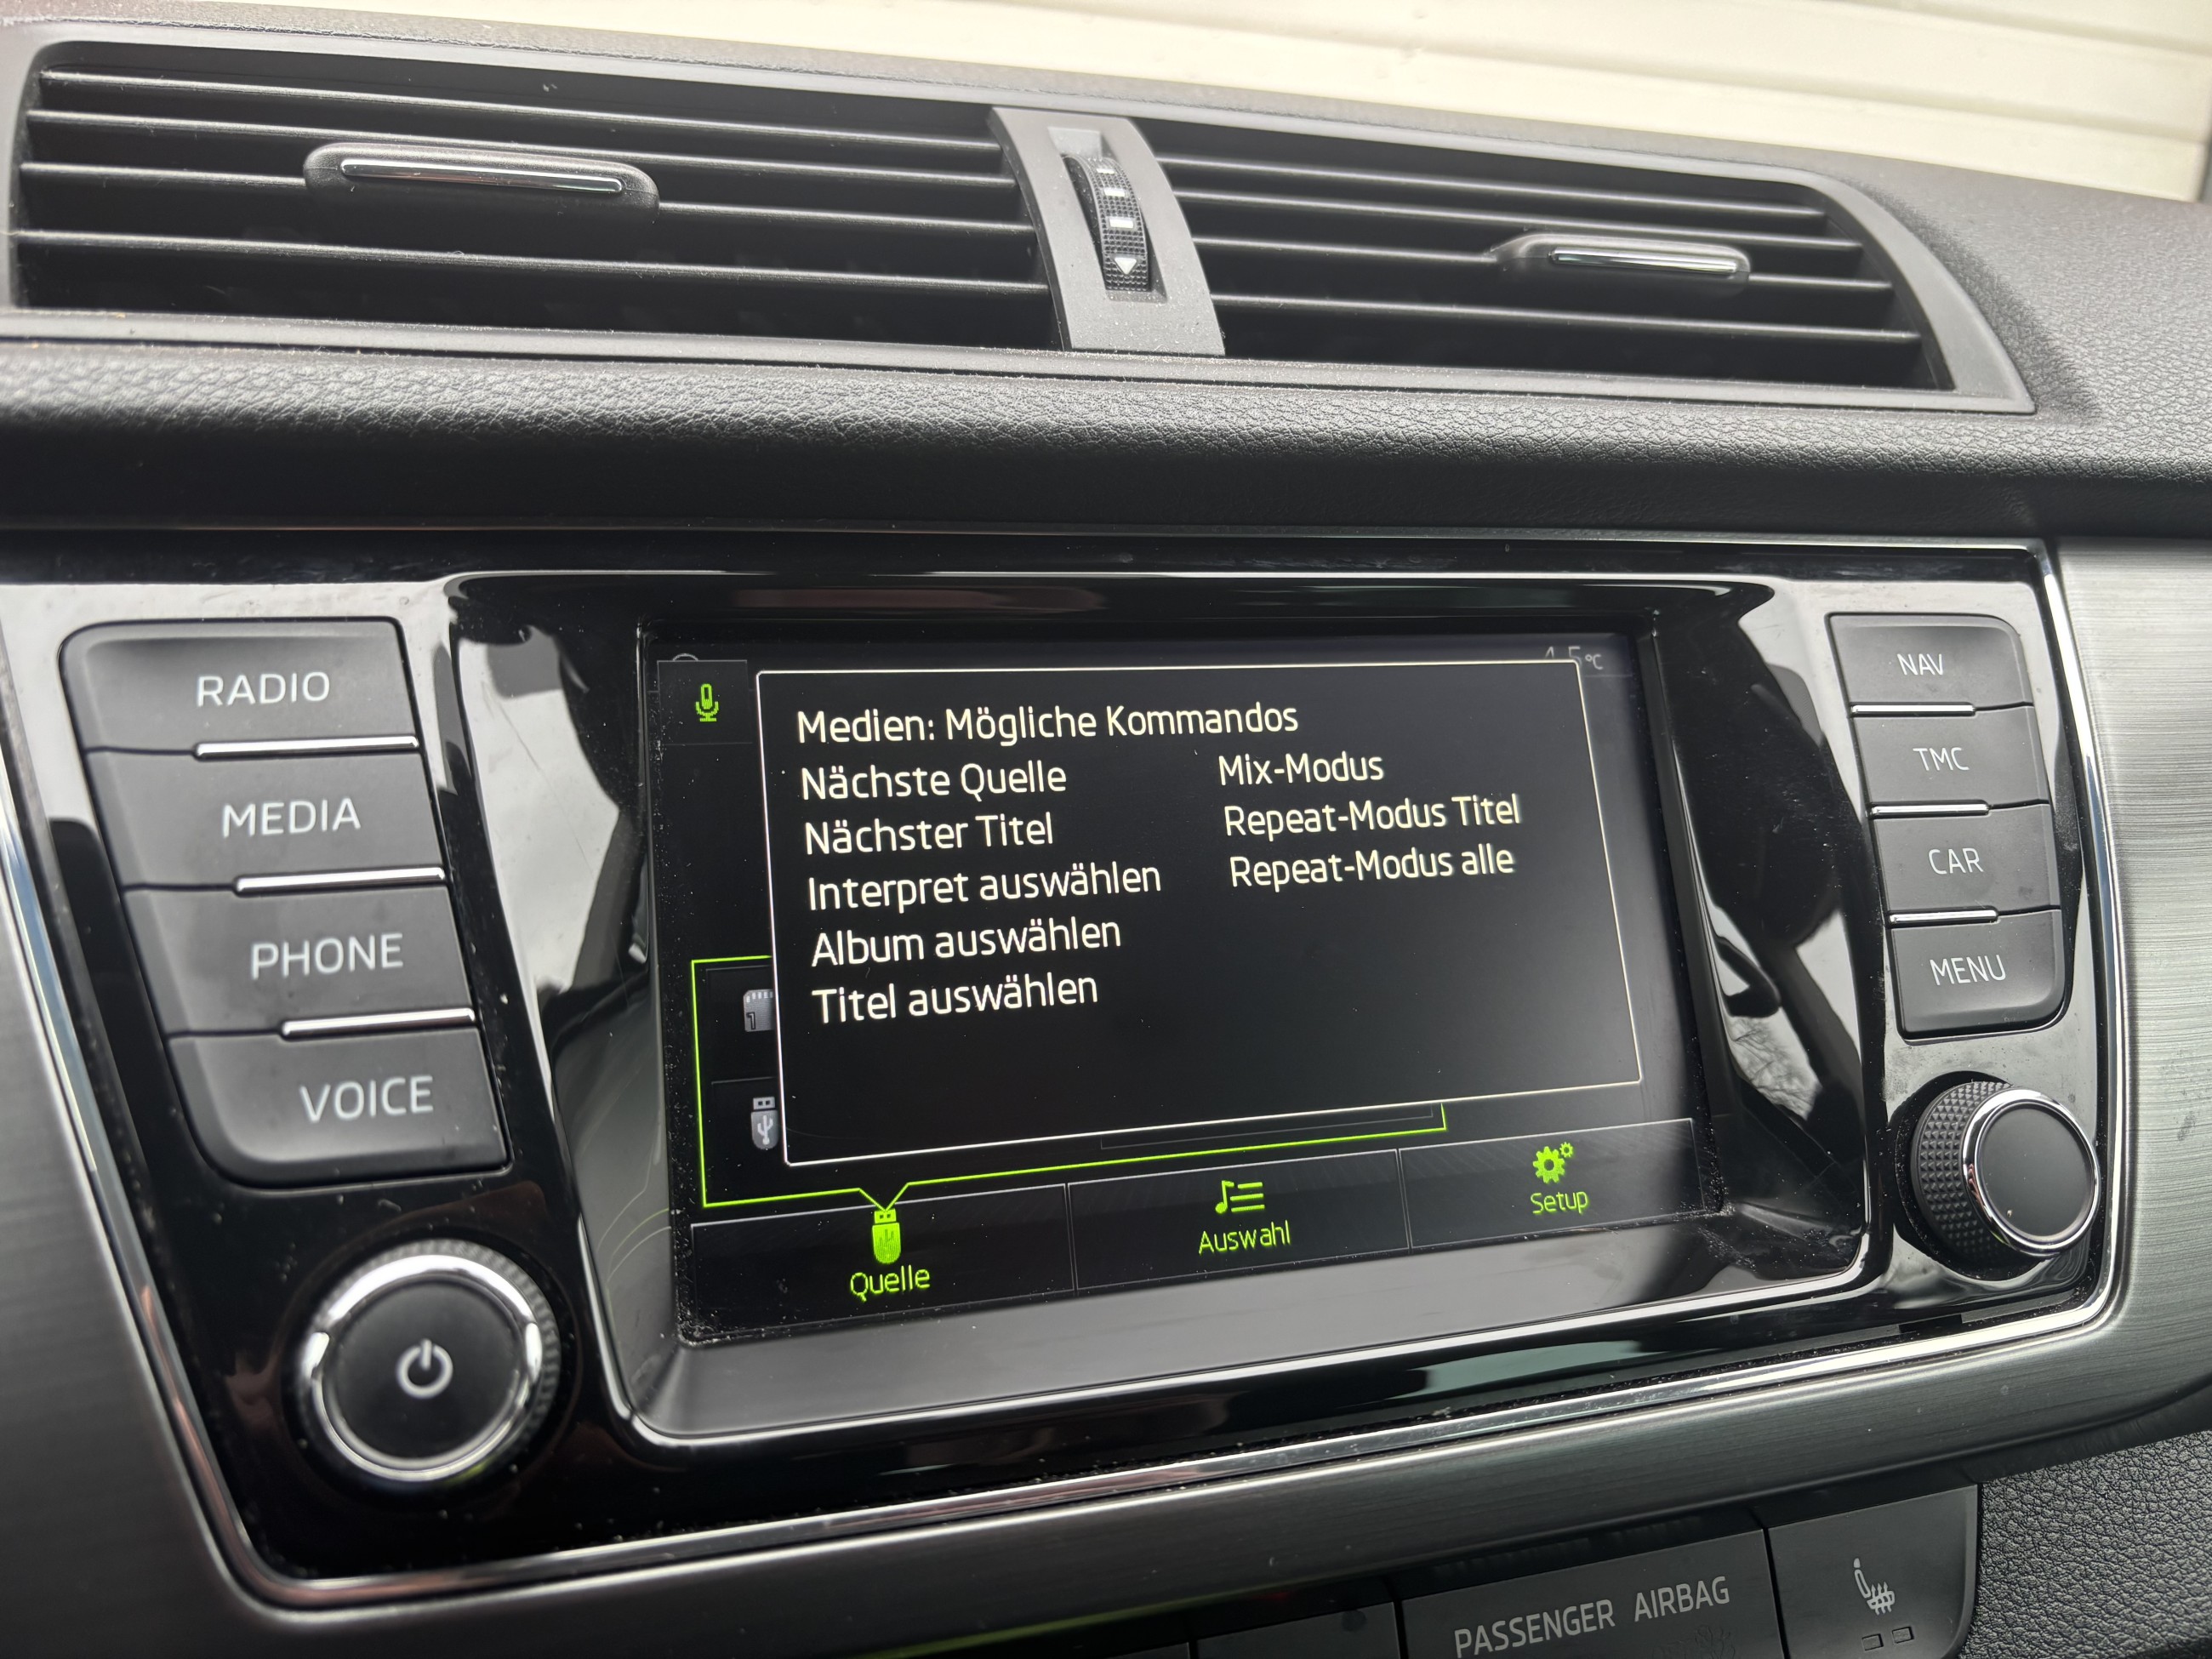 RADIO
MEDIA
PHONE
VOICE
Medien: Mögliche Kommandos
Nächste Quelle
Nächster Titel
Interpret auswählen
Album auswählen
Titel auswählen
Mix-Modus
Repeat-Modus Titel
Repeat-Modus alle
1
Quelle
Auswahl
Setup
NAV
TMC
CAR
MENU
PASSENGER AIRBAG